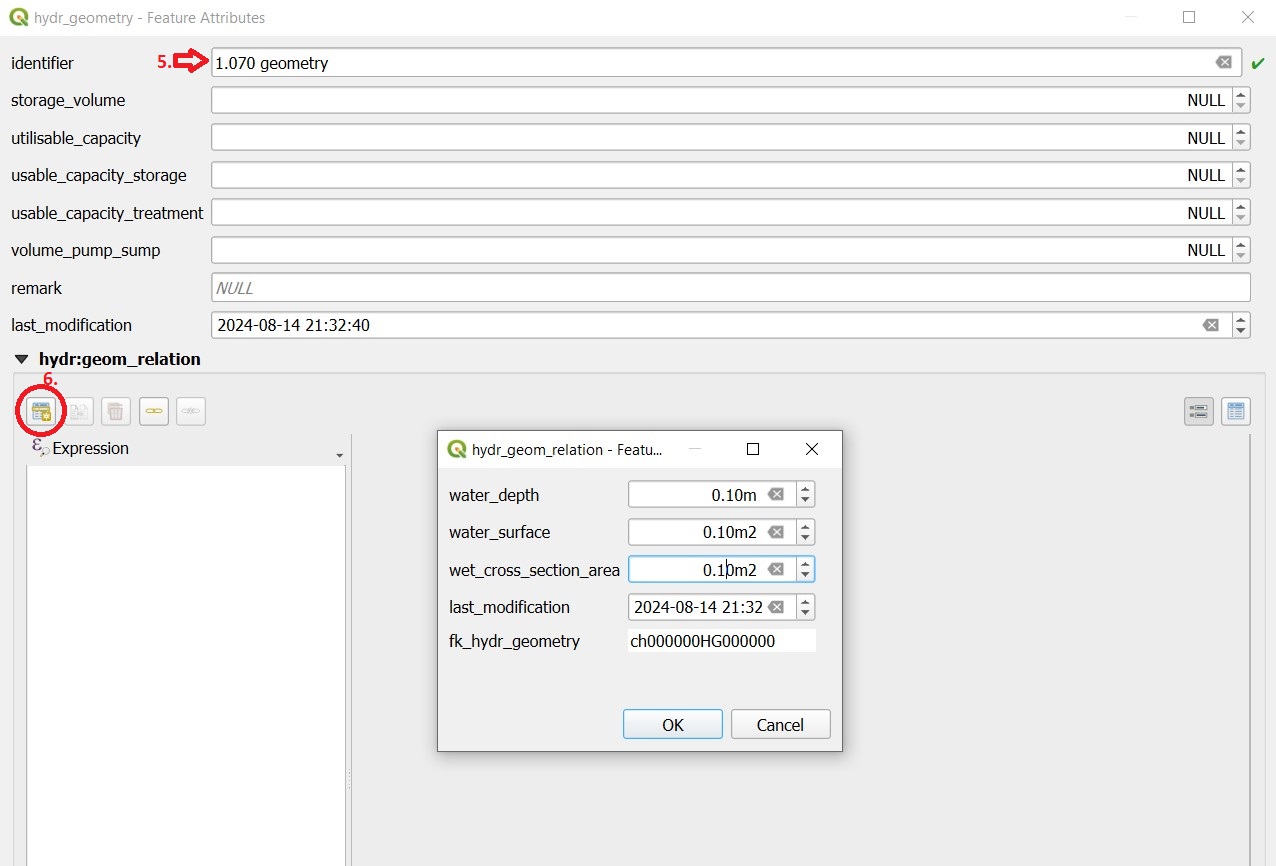 hydr_geometry - Feature Attributes
identifier 5. 1.070 geometry
storage_volume NULL
utilisable_capacity NULL
usable_capacity_storage NULL
usable_capacity_treatment NULL
volume_pump_sump NULL
remark NULL
last_modification 2024-08-14 21:32:40
hydr:geom_relation
6.
Expression
hydr_geom_relation - Featu...
water_depth 0.10m
water_surface 0.10m2
wet_cross_section_area 0.10m2
last_modification 2024-08-14 21:32
fk_hydr_geometry ch000000HG000000
OK Cancel